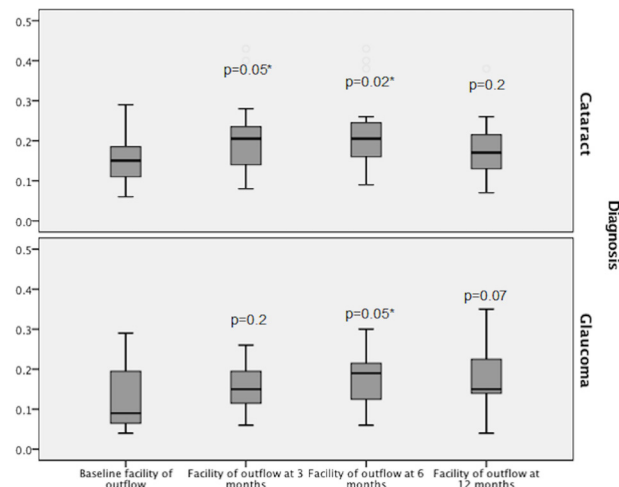 0.5
p=0.05*
0.4
p=0.02*
p=0.2
0.3
0.2
0.1
0.0
Cataract
Diagnosis
0.5
p=0.07
0.4
p=0.2
p=0.05*
0.3
0.2
0.1
0.0
Glaucoma
Baseline facility of
outflow
Facility of outflow at 3
months
Facility of outflow at 6
months
Facility of outflow at
12 months